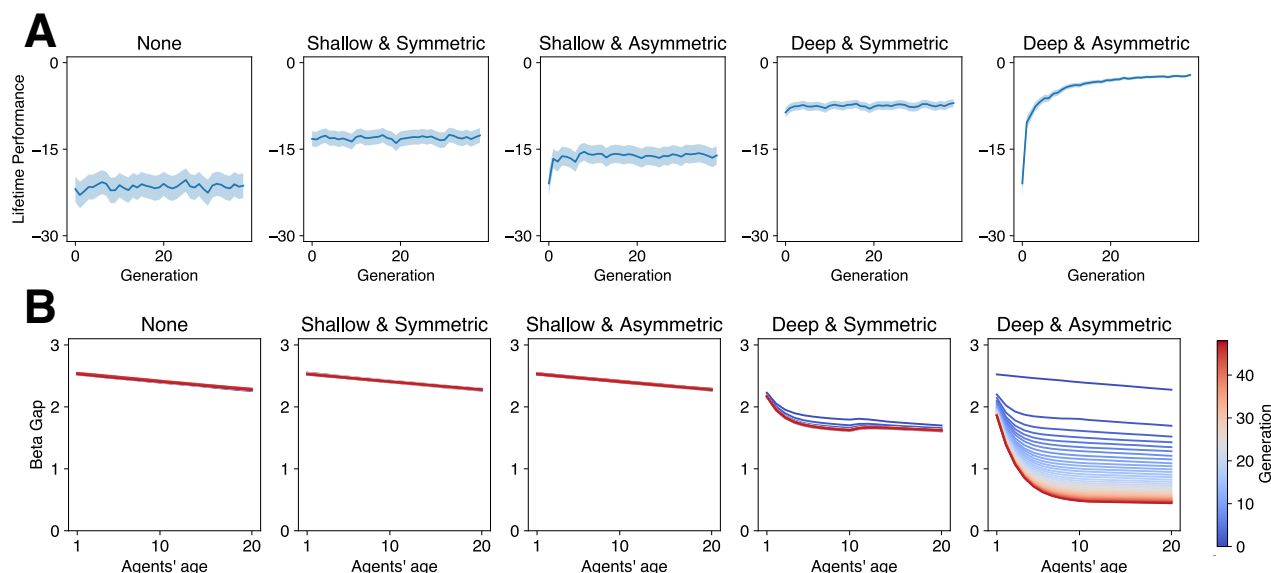 A
None
Shallow & Symmetric
Shallow & Asymmetric
Deep & Symmetric
Deep & Asymmetric
Lifetime Performance
0
−15
−30
0
20
Generation
0
−15
−30
0
20
Generation
0
−15
−30
0
20
Generation
0
−15
−30
0
20
Generation
0
−15
−30
0
20
Generation
B
None
Shallow & Symmetric
Shallow & Asymmetric
Deep & Symmetric
Deep & Asymmetric
Beta Gap
3
2
1
0
1
10
20
Agents' age
3
2
1
0
1
10
20
Agents' age
3
2
1
0
1
10
20
Agents' age
3
2
1
0
1
10
20
Agents' age
3
2
1
0
1
10
20
Agents' age
40
30
20
10
0
Generation